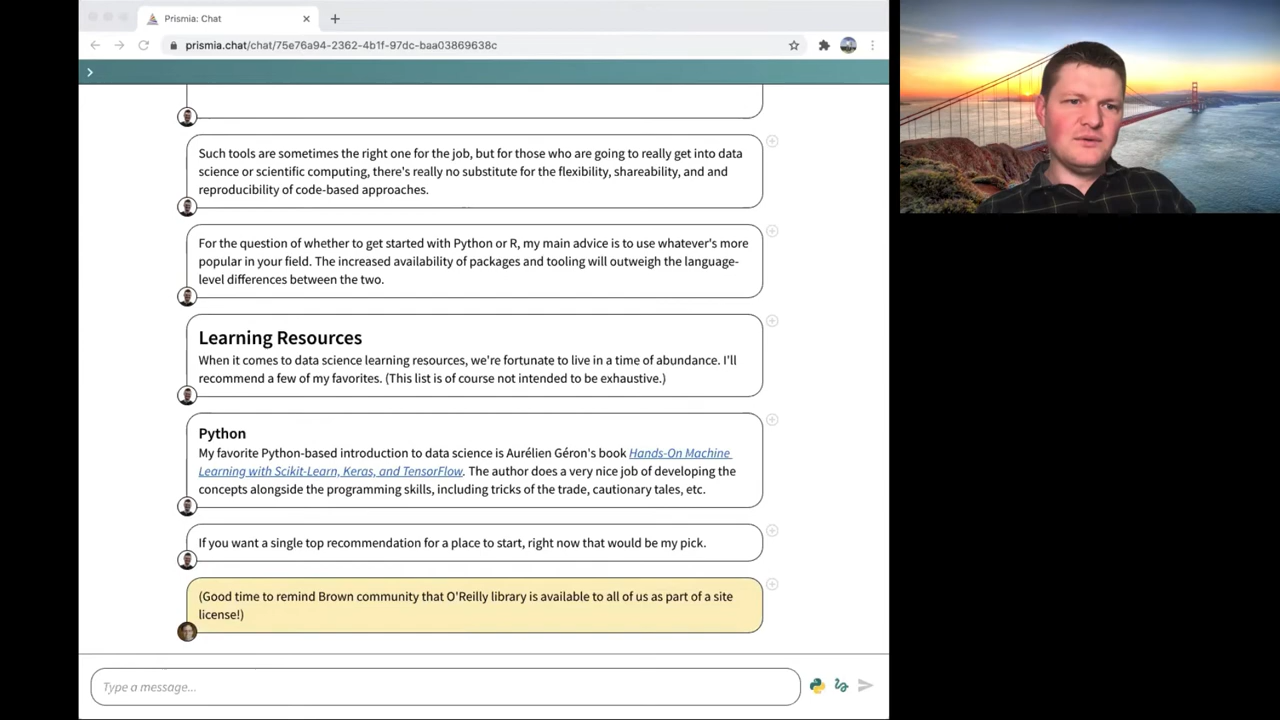 Prismia: Chat
prismia.chat/chat/75e76a94-2362-4b1f-97dc-baa03869638c
Such tools are sometimes the right one for the job, but for those who are going to really get into data
science or scientific computing, there's really no substitute for the flexibility, shareability, and and
reproducibility of code-based approaches.
For the question of whether to get started with Python or R, my main advice is to use whatever's more
popular in your field. The increased availability of packages and tooling will outweigh the language-
level differences between the two.
Learning Resources
When it comes to data science learning resources, we're fortunate to live in a time of abundance. I'll
recommend a few of my favorites. (This list is of course not intended to be exhaustive.)
Python
My favorite Python-based introduction to data science is Aurélien Géron's book Hands-On Machine
Learning with Scikit-Learn, Keras, and TensorFlow. The author does a very nice job of developing the
concepts alongside the programming skills, including tricks of the trade, cautionary tales, etc.
If you want a single top recommendation for a place to start, right now that would be my pick.
(Good time to remind Brown community that O'Reilly library is available to all of us as part of a site
license!)
Type a message...